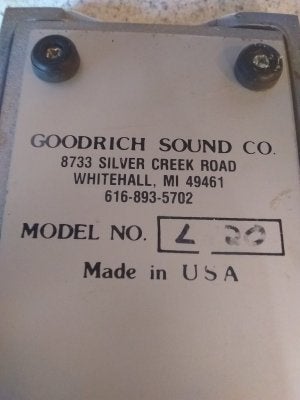 GOODRICH SOUND CO.
8733 SILVER CREEK ROAD
WHITEHALL, MI 49461
616-893-5702
MODEL NO.
Made in USA